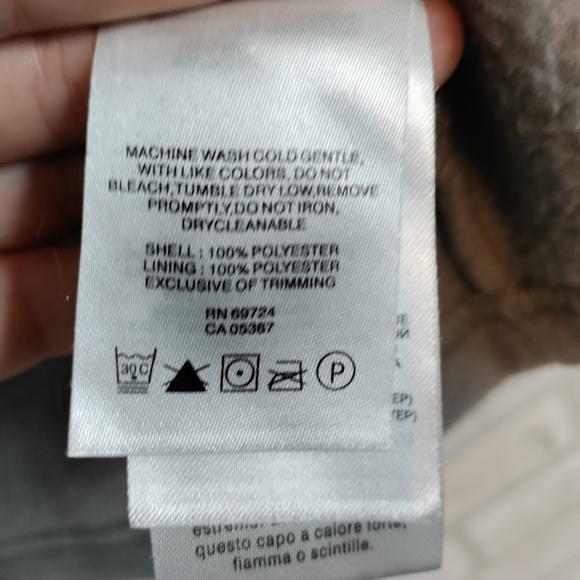 MACHINE WASH COLD GENTLE,
WITH LIKE COLORS, DO NOT
BLEACH,TUMBLE DRY LOW,REMOVE
PROMPTLY,DO NOT IRON,
DRYCLEANABLE
SHELL : 100% POLYESTER
LINING : 100% POLYESTER
EXCLUSIVE OF TRIMMING
RN 69724
CA 05367
30 C
P
EP)
TEP)
questo capo a calore forte,
fiamma o scintille.